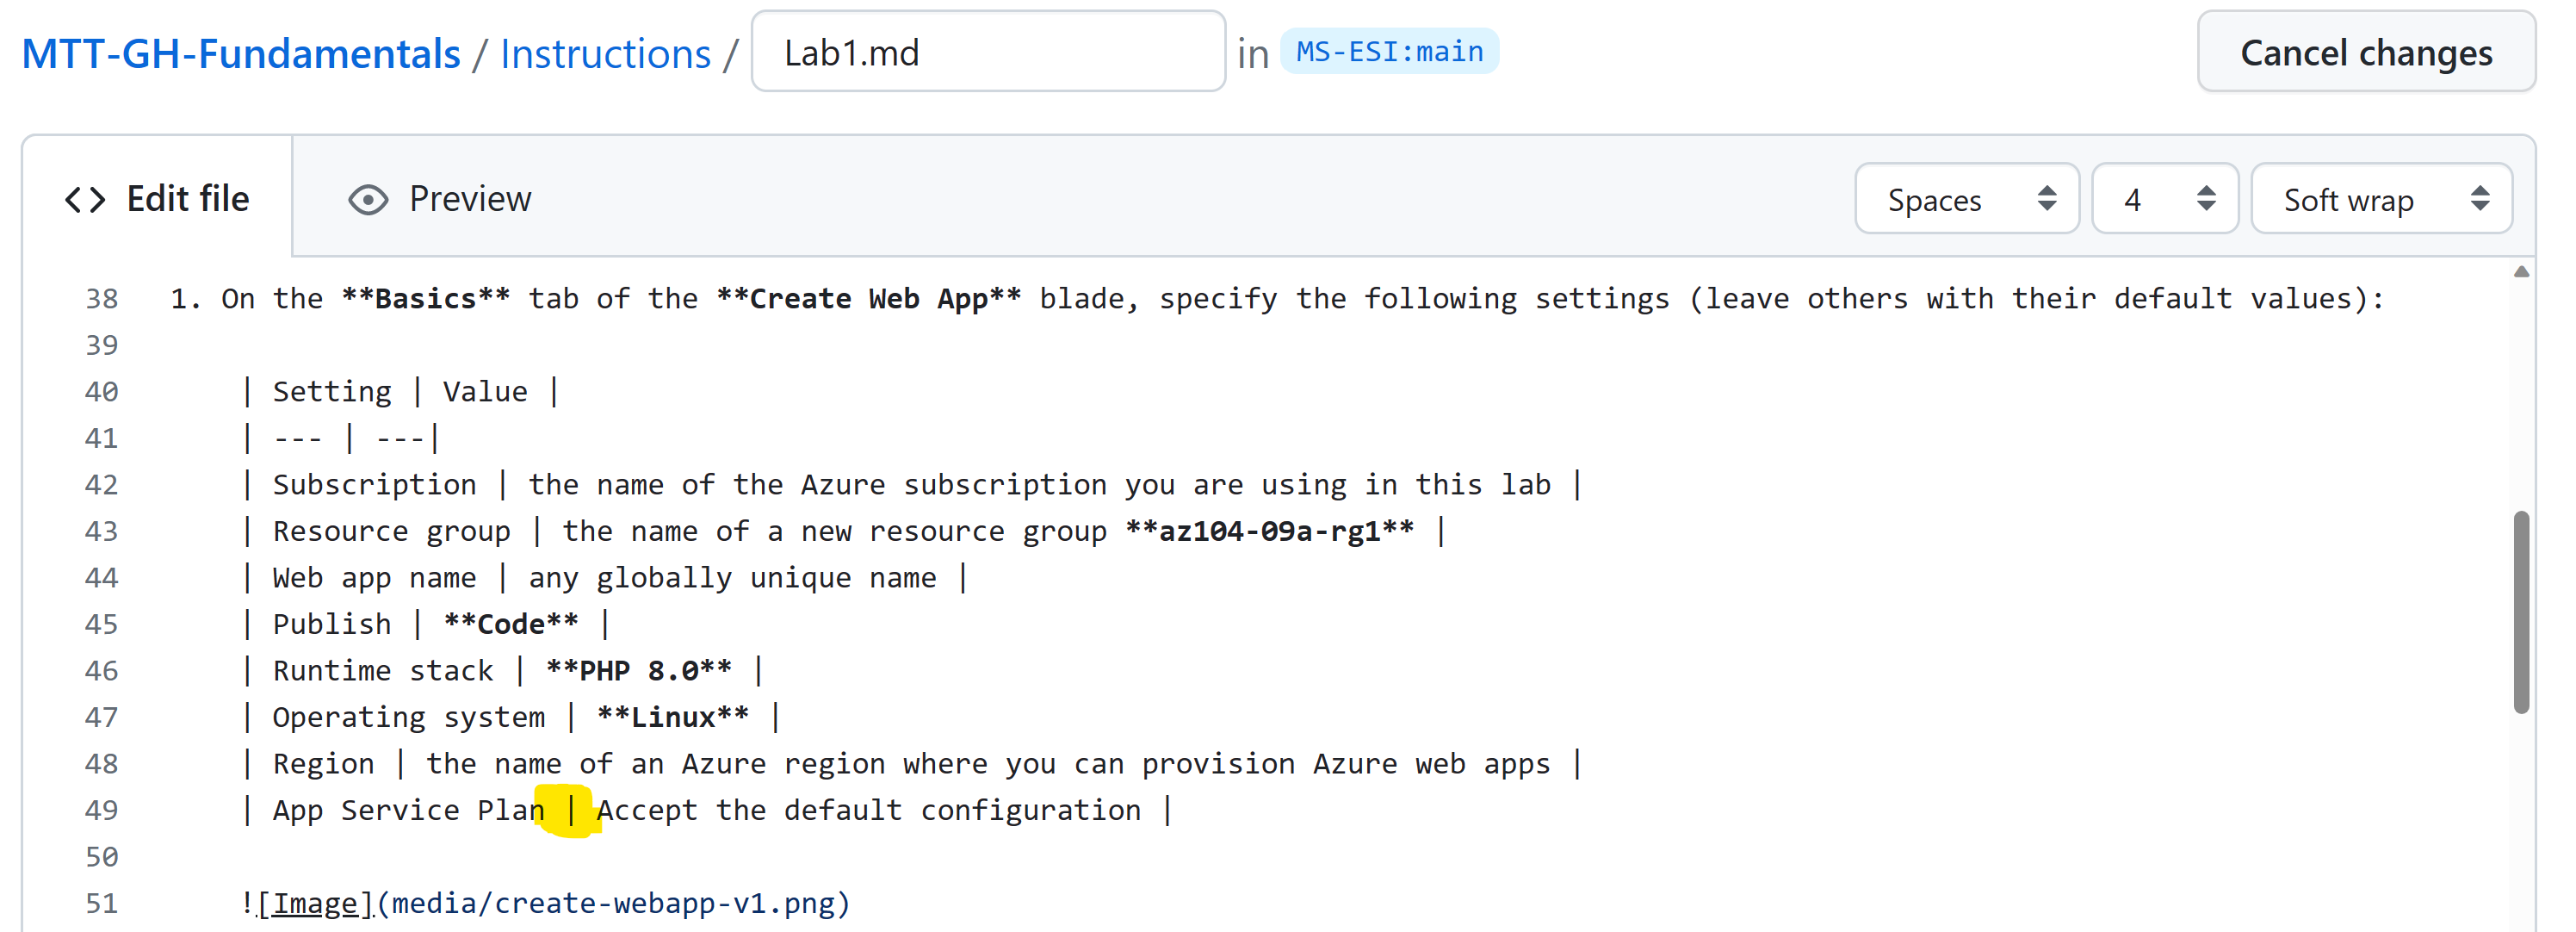 MTT-GH-Fundamentals / Instructions / Lab1.md in MS-ESI:main Cancel changes
<> Edit file Preview Spaces 4 Soft wrap
38 1. On the **Basics** tab of the **Create Web App** blade, specify the following settings (leave others with their default values):
39
40 | Setting | Value |
41 | --- | ---|
42 | Subscription | the name of the Azure subscription you are using in this lab |
43 | Resource group | the name of a new resource group **az104-09a-rg1** |
44 | Web app name | any globally unique name |
45 | Publish | **Code** |
46 | Runtime stack | **PHP 8.0** |
47 | Operating system | **Linux** |
48 | Region | the name of an Azure region where you can provision Azure web apps |
49 | App Service Plan | Accept the default configuration |
50
51 ![Image](media/create-webapp-v1.png)